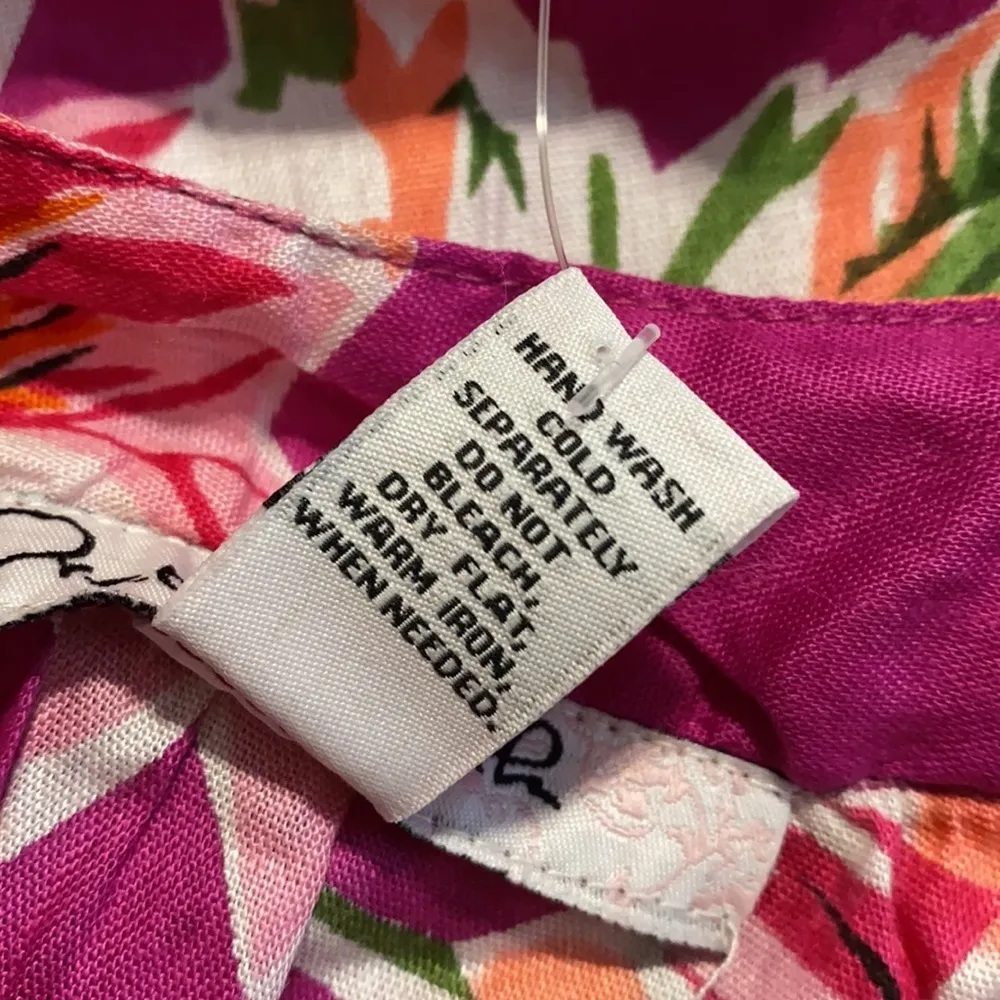 HAND WASH
COLD
SEPARATELY
DO NOT
BLEACH,
DRY FLAT,
WARM IRON,
WHEN NEEDED.